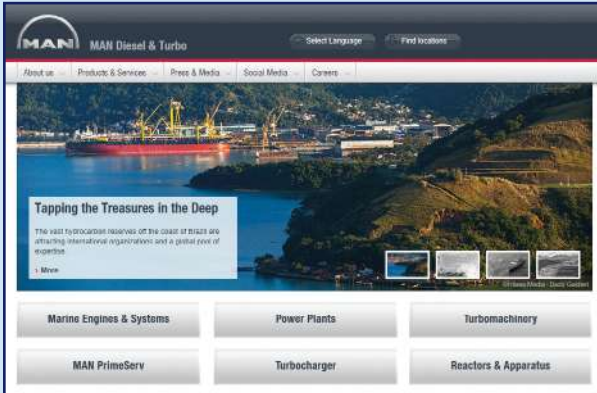 MAN
MAN Diesel & Turbo
Select Language
Find locations
About us
Products & Services
Press & Media
Social Media
Careers
Tapping the Treasures in the Deep
The vast hydrocarbon reserves off the coast of Brazil are
attracting international organizations and a global pool of
expertise.
› More
Marine Engines & Systems
Power Plants
Turbomachinery
MAN PrimeServ
Turbocharger
Reactors & Apparatus